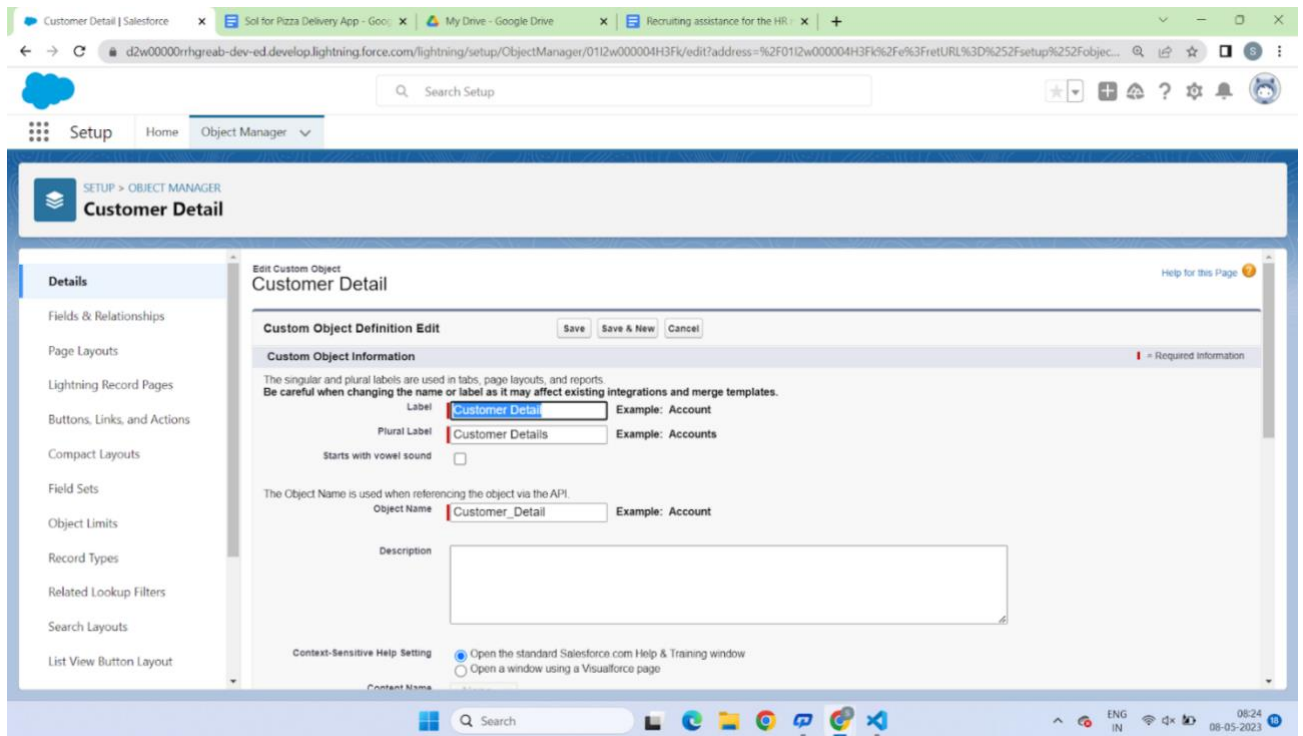 Customer Detail | Salesforce
Sol for Pizza Delivery App - Goo
My Drive - Google Drive
Recruiting assistance for the HR
d2w00000rrhgreab-dev-ed.develop.lightning.force.com/lightning/setup/ObjectManager/01I2w000004H3Fk/edit?address=%2F01I2w000004H3Fk%2Fe%3FretURL%3D%252Fsetup%252Fobjec...
S
Search Setup
Setup
Home
Object Manager
SETUP > OBJECT MANAGER
Customer Detail
Details
Fields & Relationships
Page Layouts
Lightning Record Pages
Buttons, Links, and Actions
Compact Layouts
Field Sets
Object Limits
Record Types
Related Lookup Filters
Search Layouts
List View Button Layout
Edit Custom Object
Customer Detail
Help for this Page
Custom Object Definition Edit
Save
Save & New
Cancel
Custom Object Information
= Required Information
The singular and plural labels are used in tabs, page layouts, and reports.
Be careful when changing the name or label as it may affect existing integrations and merge templates.
Label Customer Detail Example: Account
Plural Label Customer Details Example: Accounts
Starts with vowel sound
The Object Name is used when referencing the object via the API.
Object Name Customer_Detail Example: Account
Description
Context-Sensitive Help Setting Open the standard Salesforce.com Help & Training window
Open a window using a Visualforce page
Content Name
Search
ENG
IN
08:24
08-05-2023
18